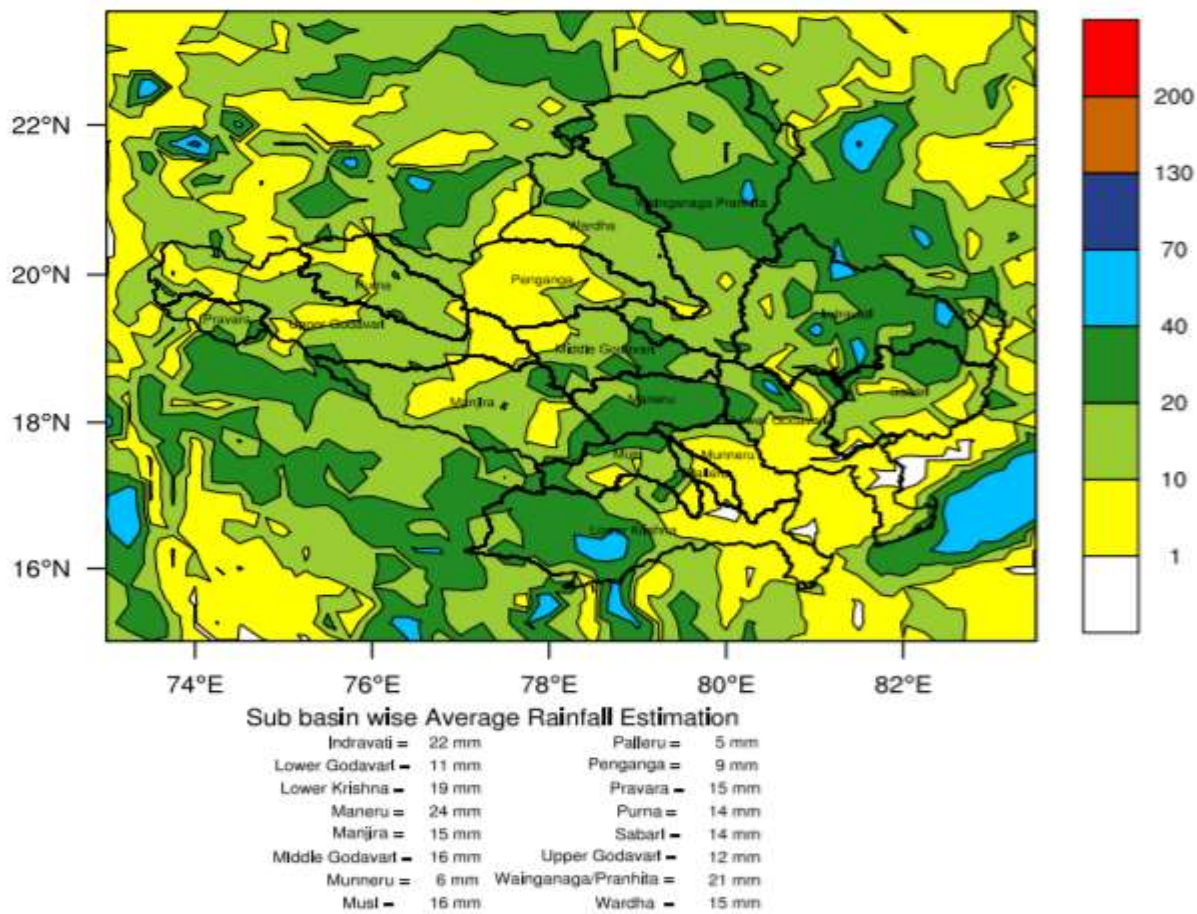 22°N
20°N
18°N
16°N
74°E 76°E 78°E 80°E 82°E
200
130
70
40
20
10
1
Wainganaga Pranhita
Wardha
Penganga
Purna
Pravara
Upper Godavari
Indravati
Middle Godavari
Manjira
Maneru
Sabari
Lower Godavari
Musi
Munneru
Palleru
Lower Krishna
Sub basin wise Average Rainfall Estimation
Indravati = 22 mm Palleru = 5 mm
Lower Godavari = 11 mm Penganga = 9 mm
Lower Krishna = 19 mm Pravara = 15 mm
Maneru = 24 mm Purna = 14 mm
Manjira = 15 mm Sabari = 14 mm
Middle Godavari = 16 mm Upper Godavari = 12 mm
Munneru = 6 mm Wainganaga/Pranhita = 21 mm
Musi = 16 mm Wardha = 15 mm